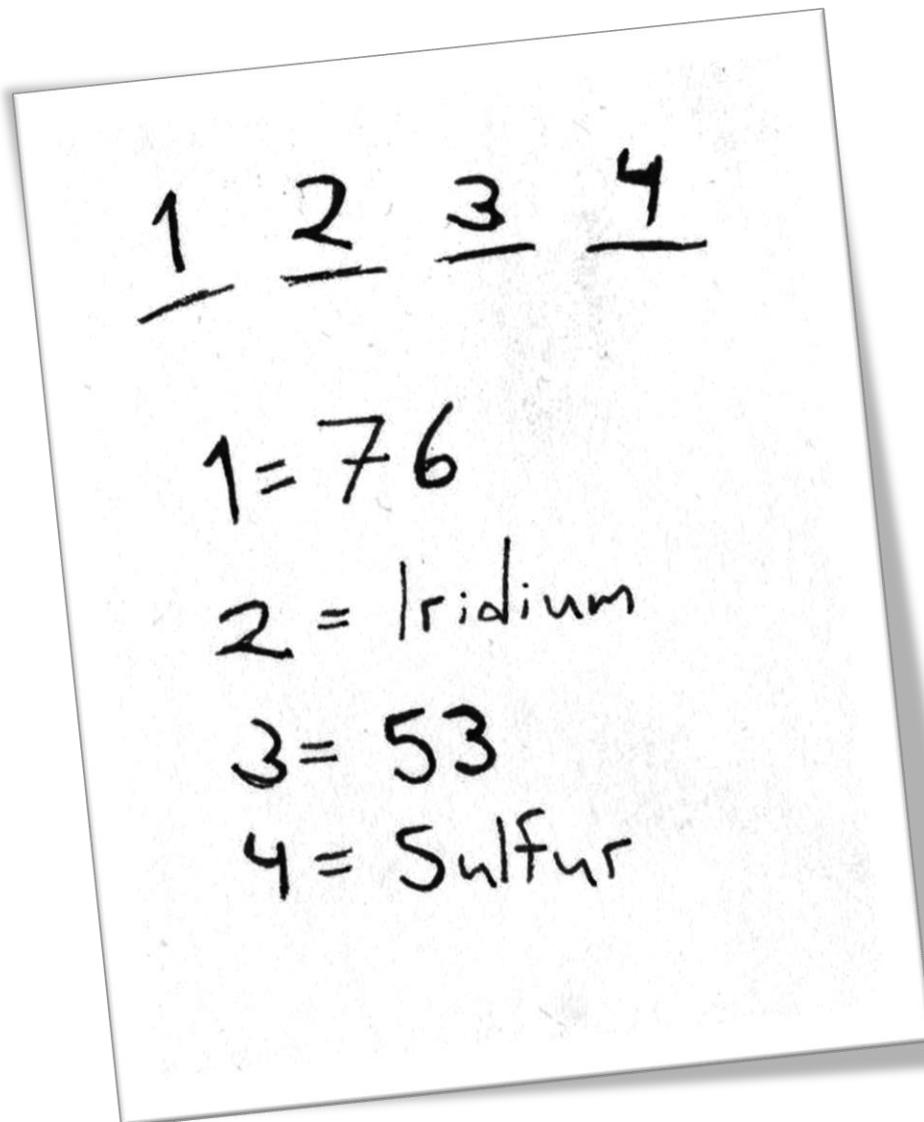 1 2 3 4
1 = 76
2 = Iridium
3 = 53
4 = Sulfur